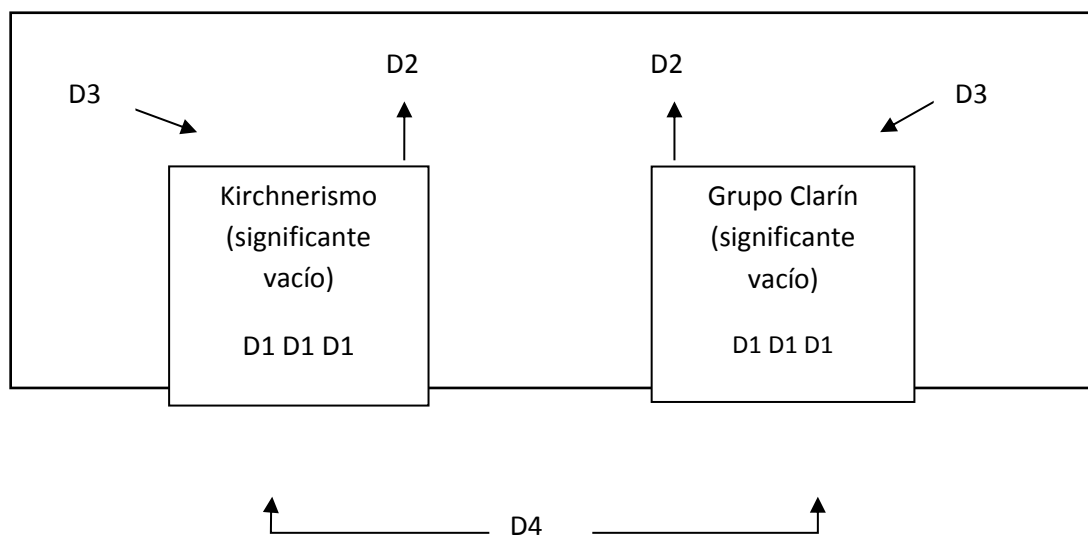 D2
D2
D3
D3
Kirchnerismo
(significante
vacío)
D1 D1 D1
Grupo Clarín
(significante
vacío)
D1 D1 D1
D4